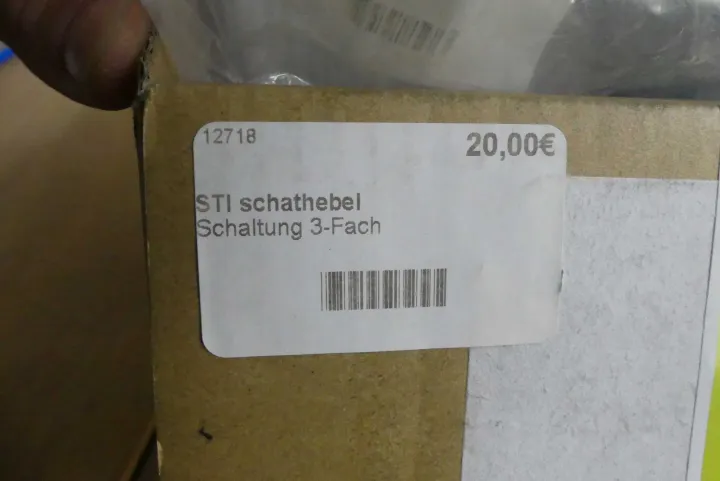 12718
20,00€
STI schathebel
Schaltung 3-Fach